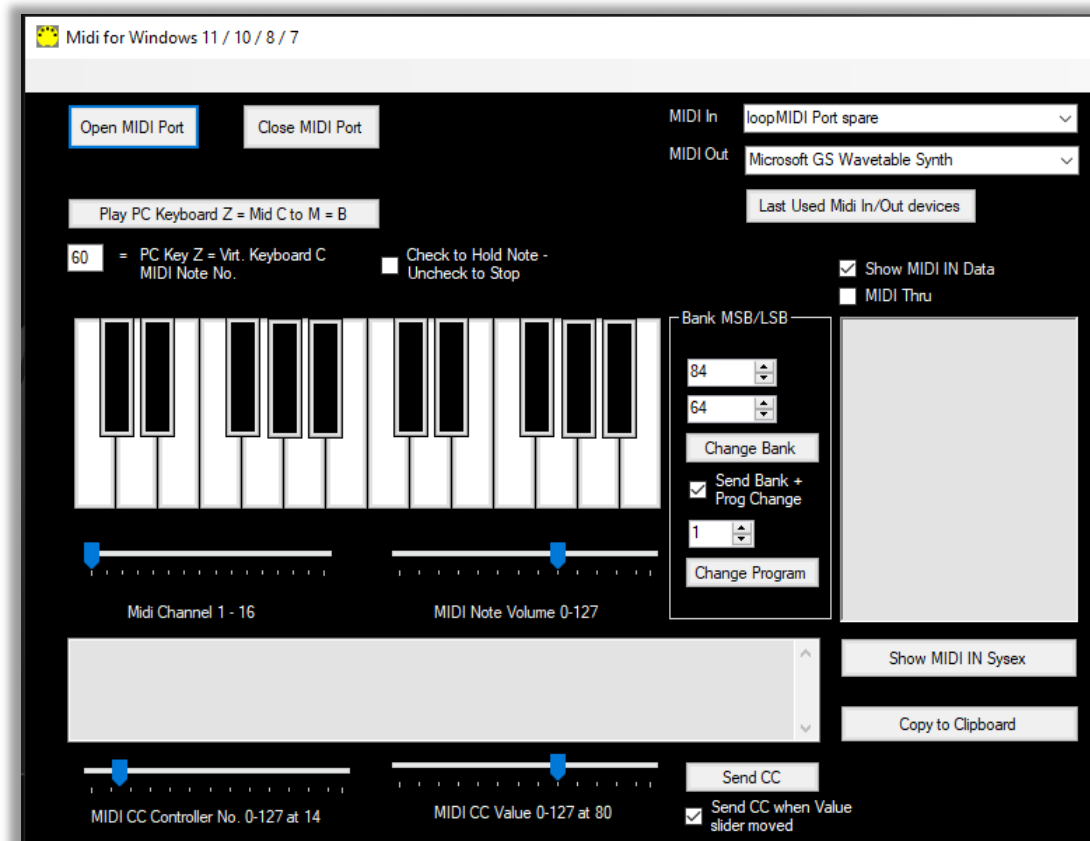 Midi for Windows 11 / 10 / 8 / 7
Open MIDI Port
Close MIDI Port
MIDI In
loopMIDI Port spare
MIDI Out
Microsoft GS Wavetable Synth
Play PC Keyboard Z = Mid C to M = B
Last Used Midi In/Out devices
60
= PC Key Z = Virt. Keyboard C
MIDI Note No.
Check to Hold Note -
Uncheck to Stop
Show MIDI IN Data
MIDI Thru
Bank MSB/LSB
84
64
Change Bank
Send Bank +
Prog Change
1
Change Program
Midi Channel 1 - 16
MIDI Note Volume 0-127
Show MIDI IN Sysex
Copy to Clipboard
MIDI CC Controller No. 0-127 at 14
MIDI CC Value 0-127 at 80
Send CC
Send CC when Value
slider moved